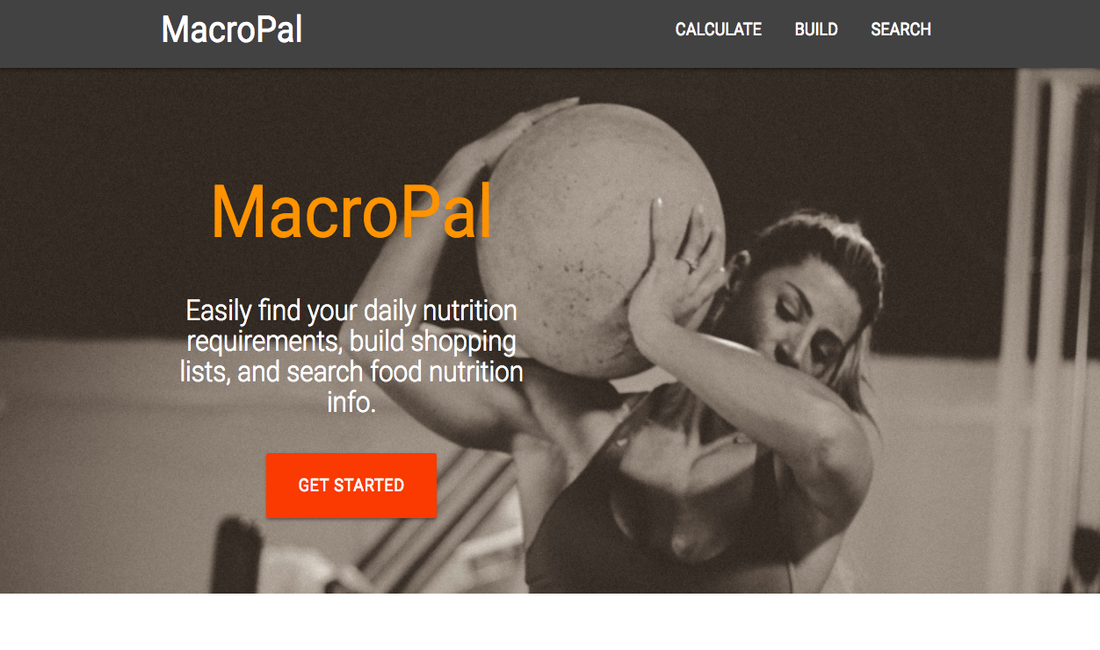 MacroPal
CALCULATE BUILD SEARCH
MacroPal
Easily find your daily nutrition
requirements, build shopping
lists, and search food nutrition
info.
GET STARTED